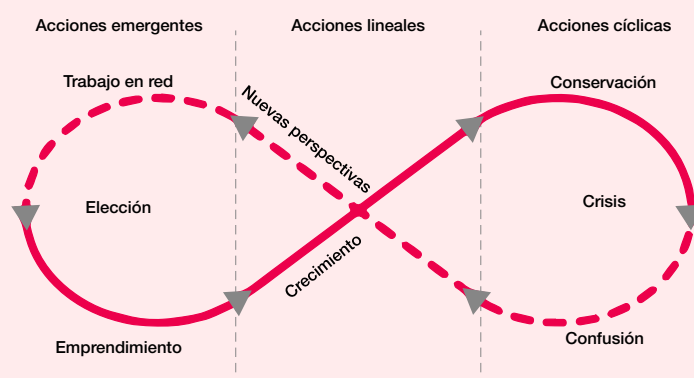 Acciones emergentes
Acciones lineales
Acciones cíclicas
Trabajo en red
Nuevas perspectivas
Conservación
Elección
Crisis
Crecimiento
Emprendimiento
Confusión